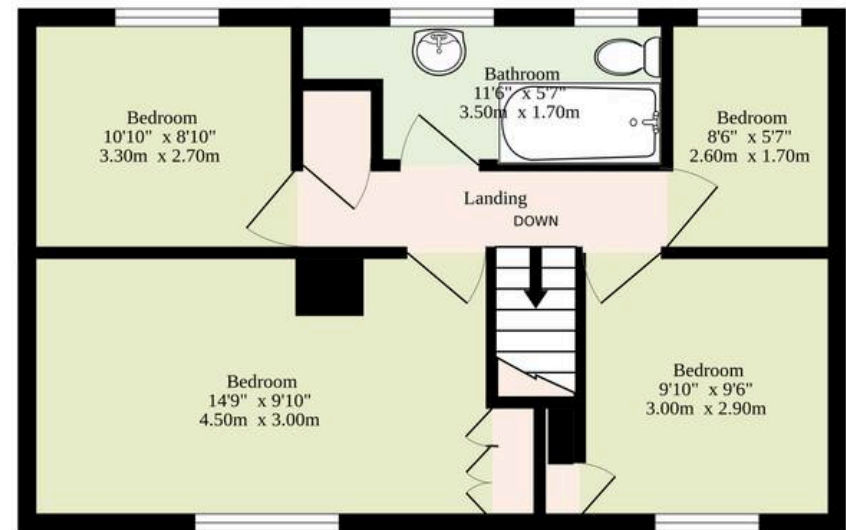 Bedroom
10'10" x 8'10"
3.30m x 2.70m
Bathroom
11'6" x 5'7"
3.50m x 1.70m
Bedroom
8'6" x 5'7"
2.60m x 1.70m
Landing
DOWN
Bedroom
14'9" x 9'10"
4.50m x 3.00m
Bedroom
9'10" x 9'6"
3.00m x 2.90m